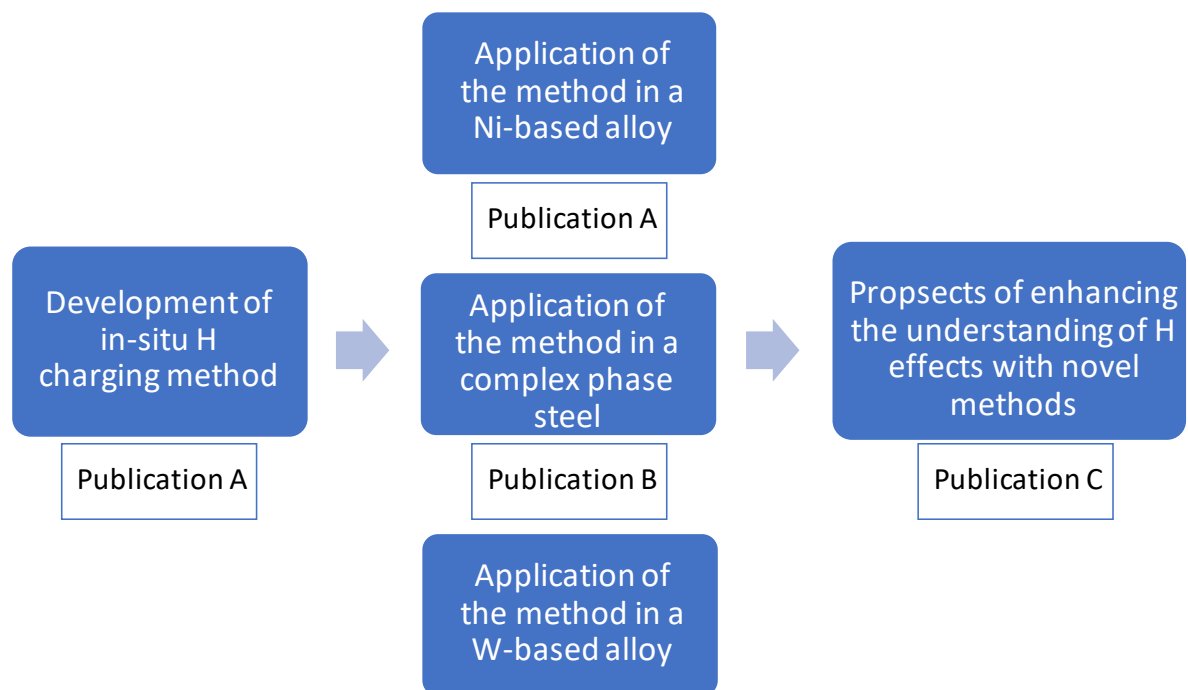 Application of
the method in a
Ni-based alloy
Publication A
Development of
in-situ H
charging method
Publication A
Application of
the method in a
complex phase
steel
Publication B
Propsects of enhancing
the understanding of H
effects with novel
methods
Publication C
Application of
the method in a
W-based alloy